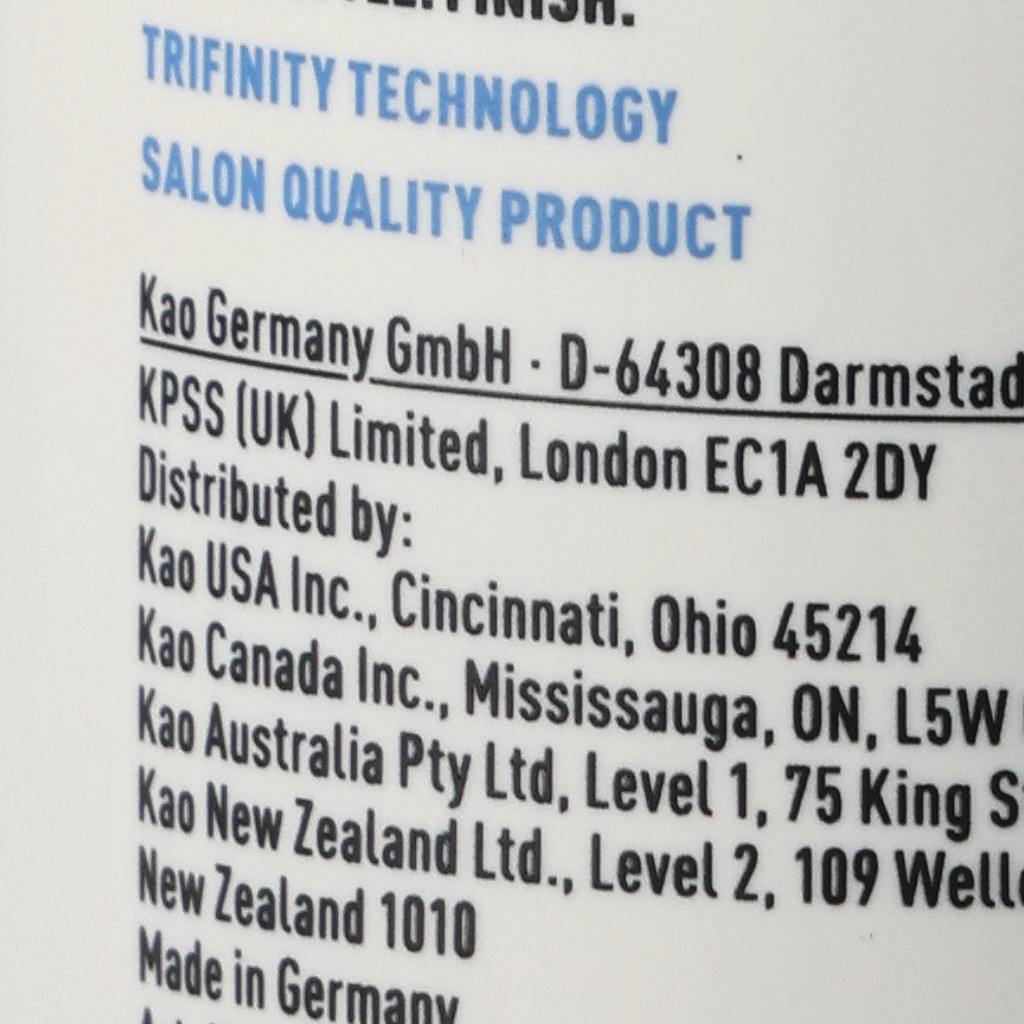 FINISH.
TRIFINITY TECHNOLOGY
SALON QUALITY PRODUCT
Kao Germany GmbH · D-64308 Darmstad
KPSS (UK) Limited, London EC1A 2DY
Distributed by:
Kao USA Inc., Cincinnati, Ohio 45214
Kao Canada Inc., Mississauga, ON, L5W
Kao Australia Pty Ltd, Level 1, 75 King S
Kao New Zealand Ltd., Level 2, 109 Welle
New Zealand 1010
Made in Germany